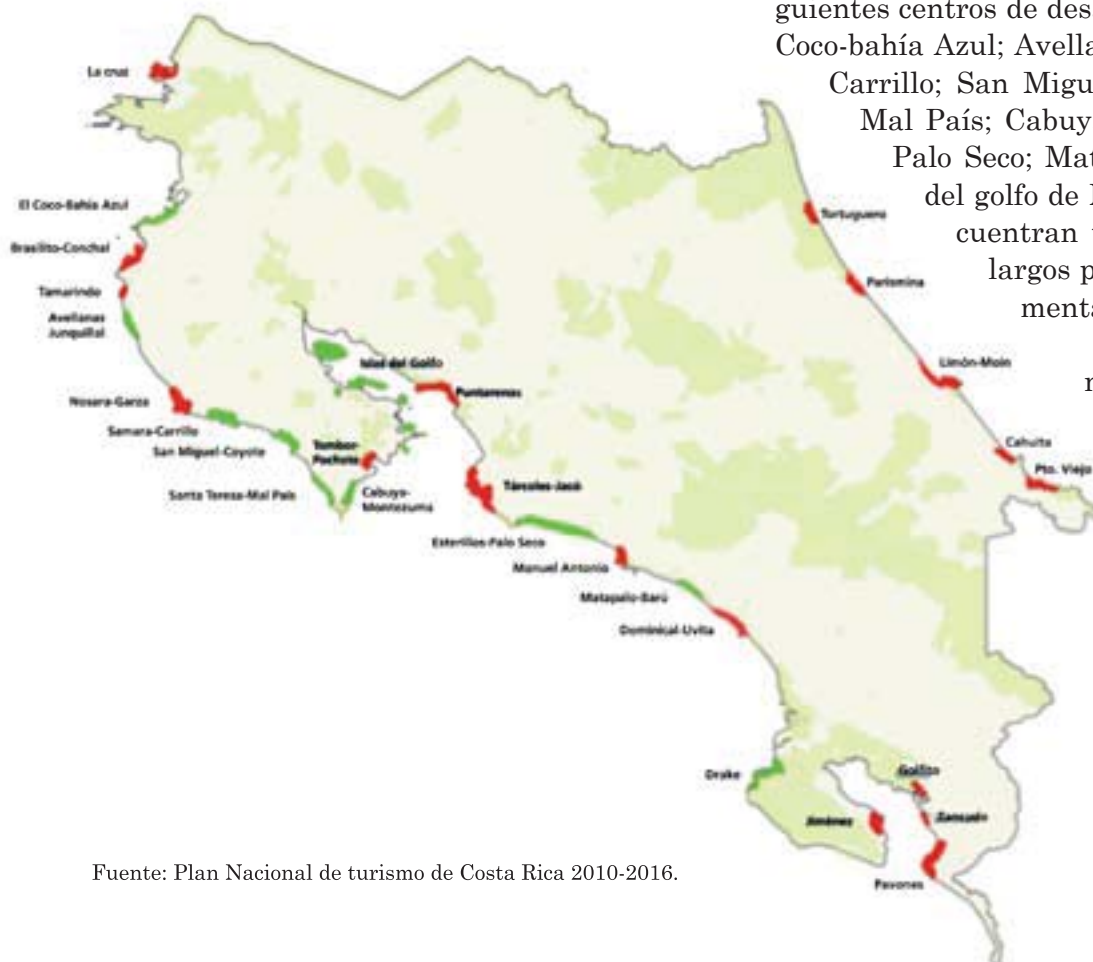 guientes centros de des
Coco-bahía Azul; Avella
Carrillo; San Migu
Mal País; Cabuy
Palo Seco; Mat
del golfo de
cuentran
largos p
menta
La cruz
El Coco-Bahía Azul
Brasilito-Conchal
Tamarindo
Avellanas
Junquillal
Nosara-Garza
Samara-Carrillo
San Miguel-Coyote
Santa Teresa-Mal País
Islas del Golfo
Puntarenas
Tambor-
Pochote
Cabuya-
Montezuma
Tárcoles-Jacó
Esterillos-Palo Seco
Manuel Antonio
Matapalo-Barú
Dominical-Uvita
Drake
Jiménez
Golfito
Zancudo
Pavones
Tortuguero
Parismina
Limón-Moín
Cahuita
Pto. Viejo
Fuente: Plan Nacional de turismo de Costa Rica 2010-2016.